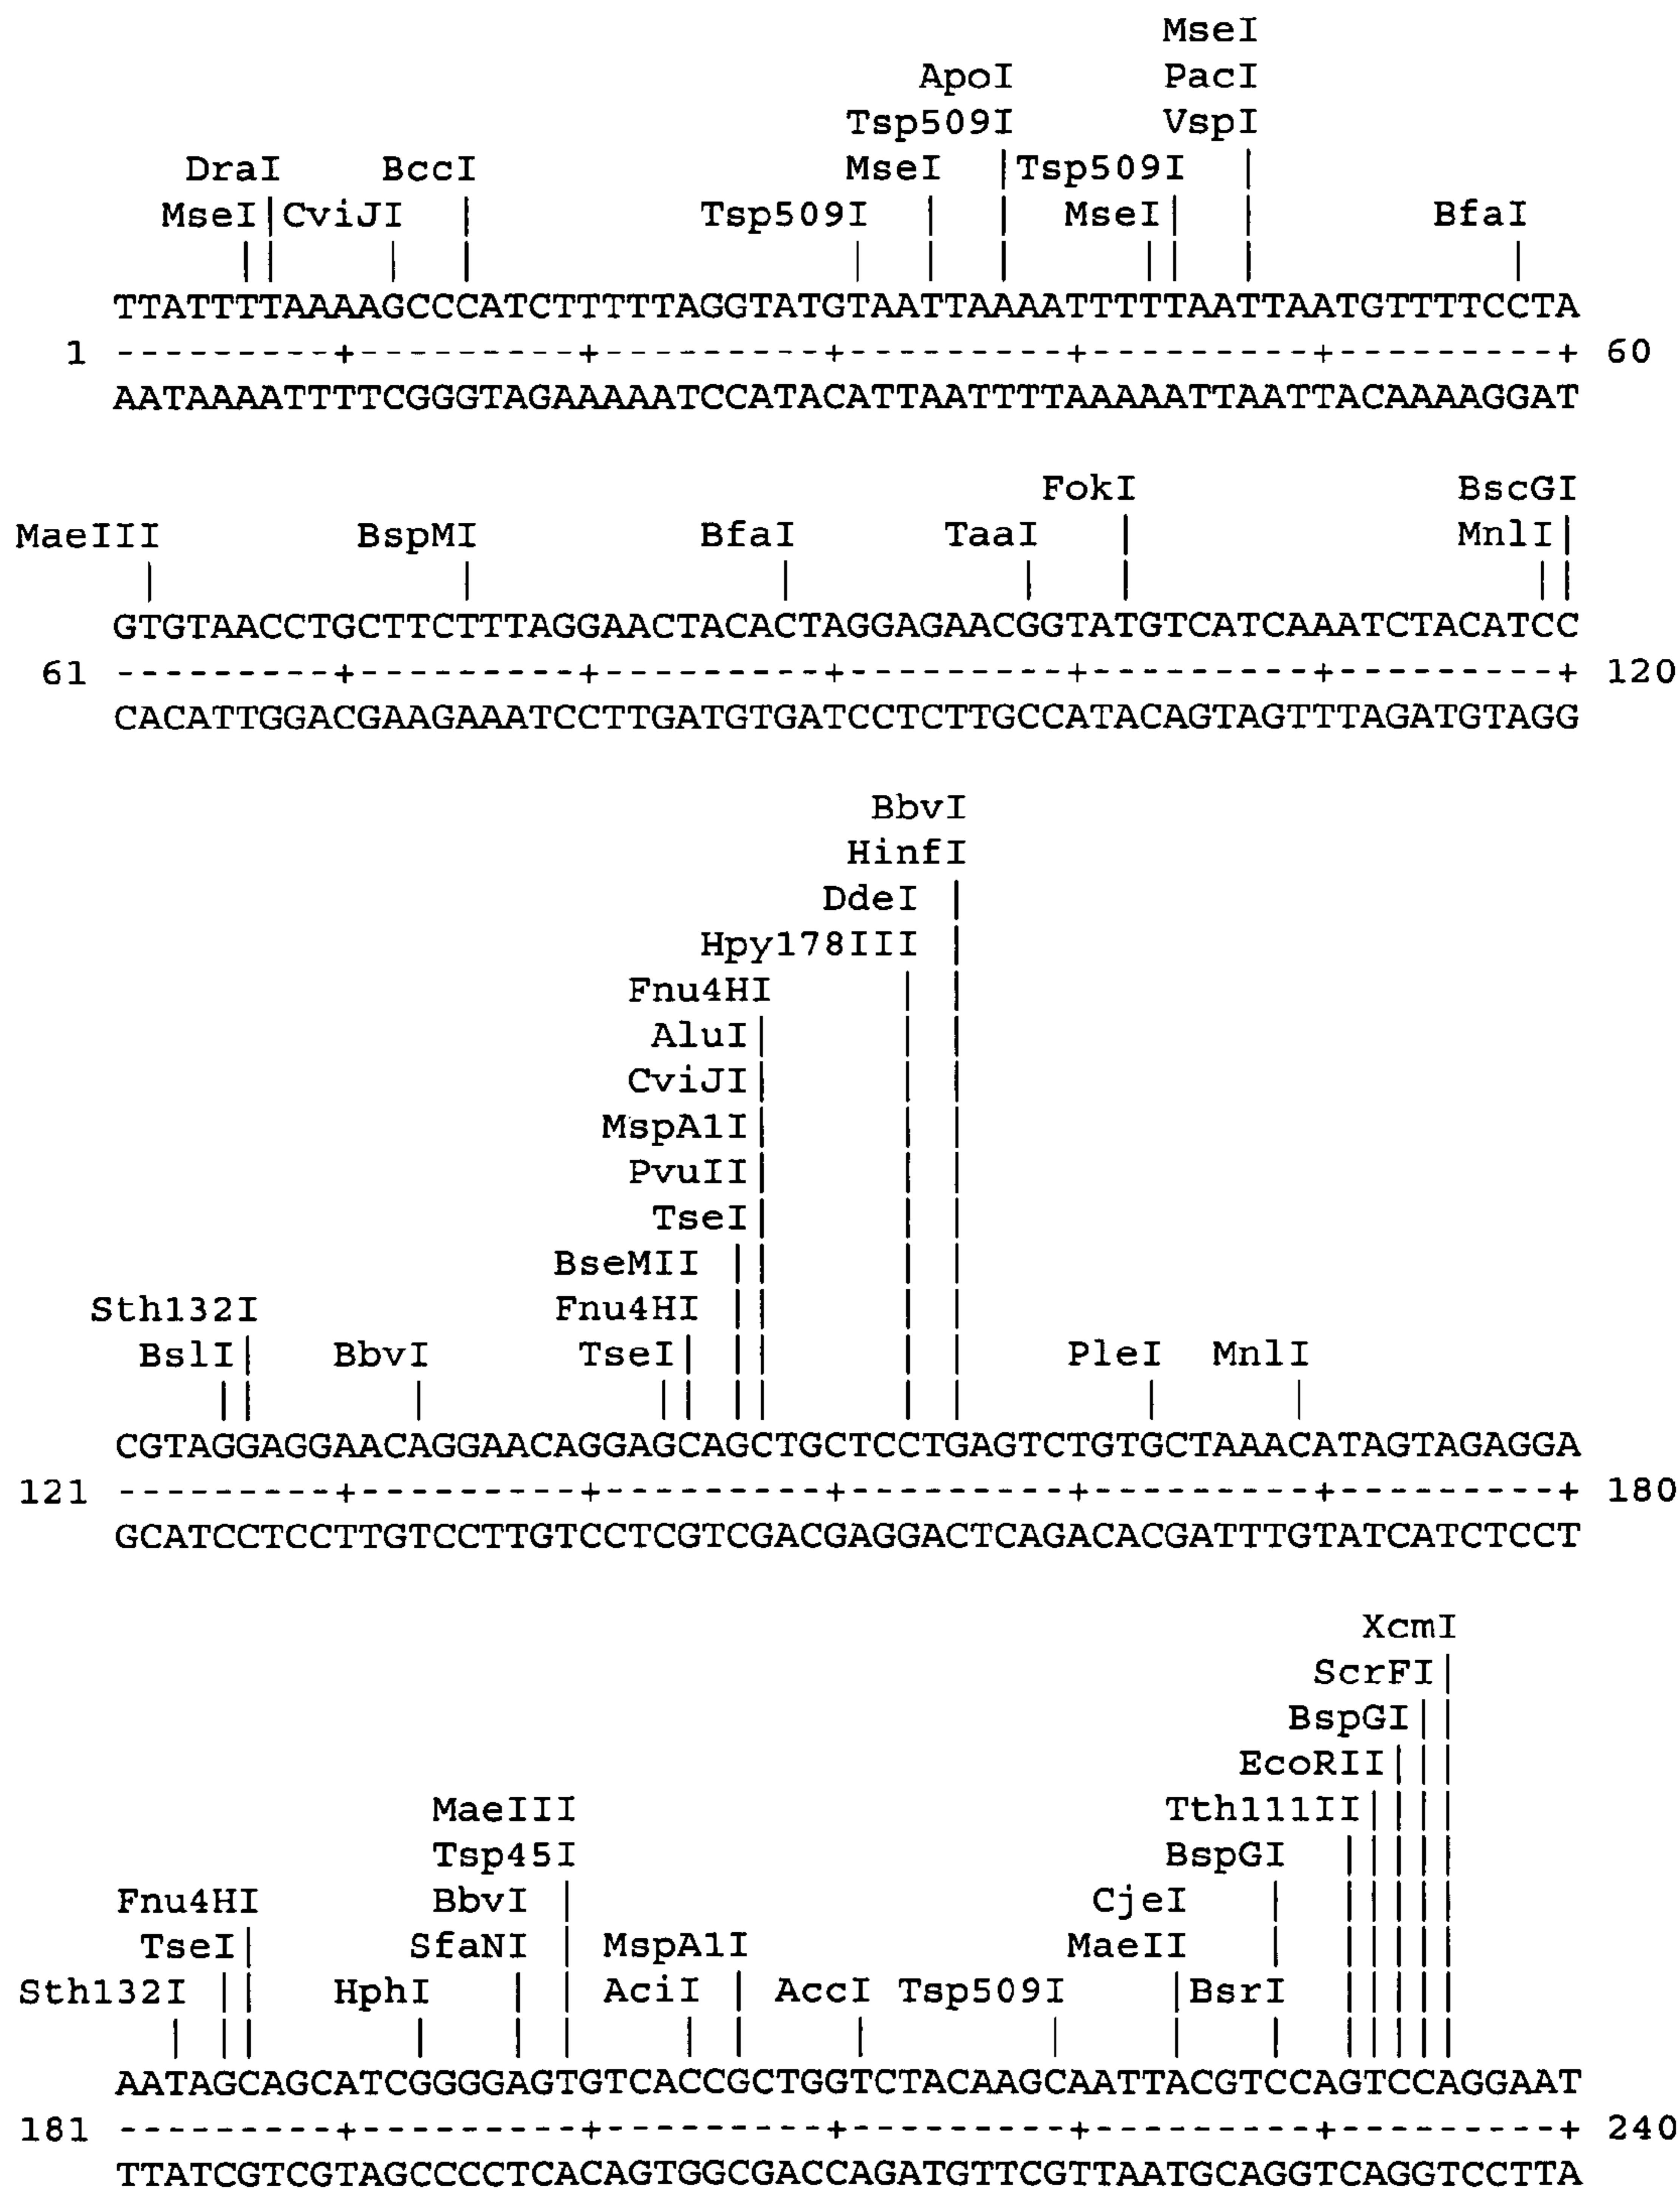 MseI
ApoI PacI
Tsp509I VspI
DraI BccI MseI Tsp509I
MseI CviJI Tsp509I MseI BfaI
TTATTTTAAAAGCCCATCTTTTTAGGTATGTAATTAAAATTTTTAATTAATGTTTTCCTA
1 ---------+---------+---------+---------+---------+---------+ 60
AATAAAATTTTCGGGTAGAAAAATCCATACATTAATTTTAAAAATTAATTACAAAAGGAT
FokI BscGI
MaeIII BspMI BfaI TaaI MnlI
GTGTAACCTGCTTCTTTAGGAACTACACTAGGAGAACGGTATGTCATCAAATCTACATCC
61 ---------+---------+---------+---------+---------+---------+ 120
CACATTGGACGAAGAAATCCTTGATGTGATCCTCTTGCCATACAGTAGTTTAGATGTAGG
BbvI
HinfI
DdeI
Hpy178III
Fnu4HI
AluI
CviJI
MspA1I
PvuII
TseI
BseMII
Sth132I Fnu4HI
BslI BbvI TseI PleI MnlI
CGTAGGAGGAACAGGAACAGGAGCAGCTGCTCCTGAGTCTGTGCTAAACATAGTAGAGGA
121 ---------+---------+---------+---------+---------+---------+ 180
GCATCCTCCTTGTCCTTGTCCTCGTCGACGAGGACTCAGACACGATTTGTATCATCTCCT
XcmI
ScrFI
BspGI
EcoRII
MaeIII Tth111II
Tsp45I BspGI
Fnu4HI BbvI CjeI
TseI SfaNI MspA1I MaeII
Sth132I HphI AciI AccI Tsp509I BsrI
AATAGCAGCATCGGGGAGTGTCACCGCTGGTCTACAAGCAATTACGTCCAGTCCAGGAAT
181 ---------+---------+---------+---------+---------+---------+ 240
TTATCGTCGTAGCCCCTCACAGTGGCGACCAGATGTTCGTTAATGCAGGTCAGGTCCTTA